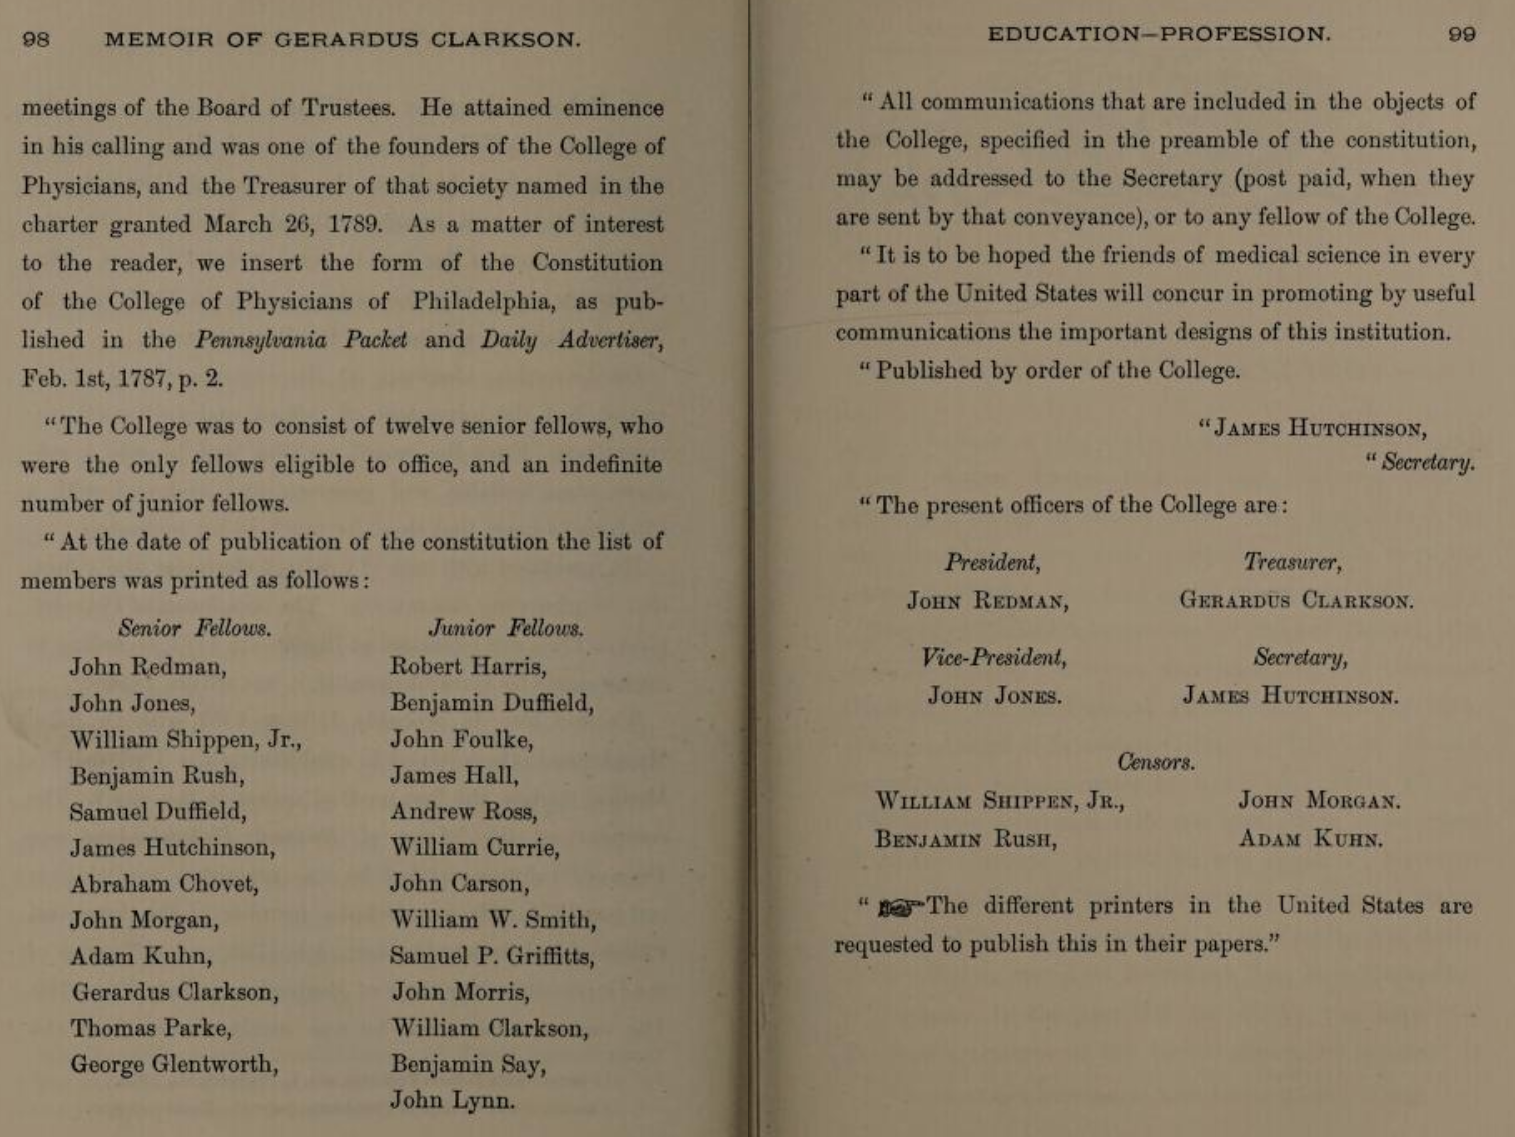 98 MEMOIR OF GERARDUS CLARKSON.
meetings of the Board of Trustees. He attained eminence
in his calling and was one of the founders of the College of
Physicians, and the Treasurer of that society named in the
charter granted March 26, 1789. As a matter of interest
to the reader, we insert the form of the Constitution
of the College of Physicians of Philadelphia, as pub-
lished in the Pennsylvania Packet and Daily Advertiser,
Feb. 1st, 1787, p. 2.
"The College was to consist of twelve senior fellows, who
were the only fellows eligible to office, and an indefinite
number of junior fellows.
"At the date of publication of the constitution the list of
members was printed as follows:
Senior Fellows. Junior Fellows.
John Redman, Robert Harris,
John Jones, Benjamin Duffield,
William Shippen, Jr., John Foulke,
Benjamin Rush, James Hall,
Samuel Duffield, Andrew Ross,
James Hutchinson, William Currie,
Abraham Chovet, John Carson,
John Morgan, William W. Smith,
Adam Kuhn, Samuel P. Griffitts,
Gerardus Clarkson, John Morris,
Thomas Parke, William Clarkson,
George Glentworth, Benjamin Say,
John Lynn.
EDUCATION—PROFESSION. 99
"All communications that are included in the objects of
the College, specified in the preamble of the constitution,
may be addressed to the Secretary (post paid, when they
are sent by that conveyance), or to any fellow of the College.
"It is to be hoped the friends of medical science in every
part of the United States will concur in promoting by useful
communications the important designs of this institution.
"Published by order of the College.
"JAMES HUTCHINSON,
"Secretary.
"The present officers of the College are:
President, Treasurer,
JOHN REDMAN, GERARDUS CLARKSON.
Vice-President, Secretary,
JOHN JONES. JAMES HUTCHINSON.
Censors.
WILLIAM SHIPPEN, JR., JOHN MORGAN.
BENJAMIN RUSH, ADAM KUHN.
"☞The different printers in the United States are
requested to publish this in their papers."